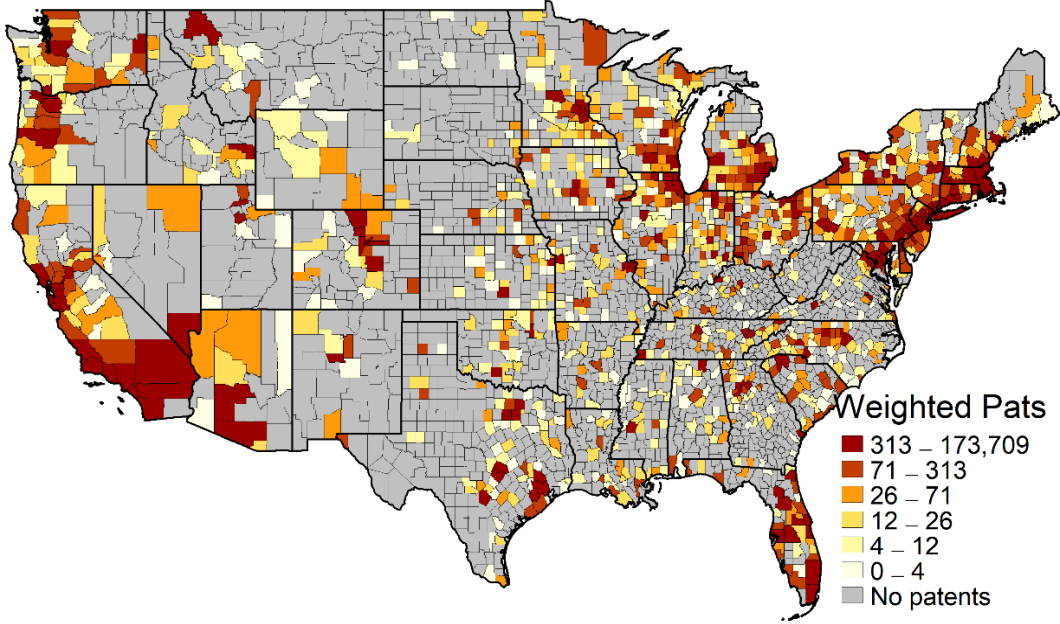 Weighted Pats
313 – 173,709
71 – 313
26 – 71
12 – 26
4 – 12
0 – 4
No patents